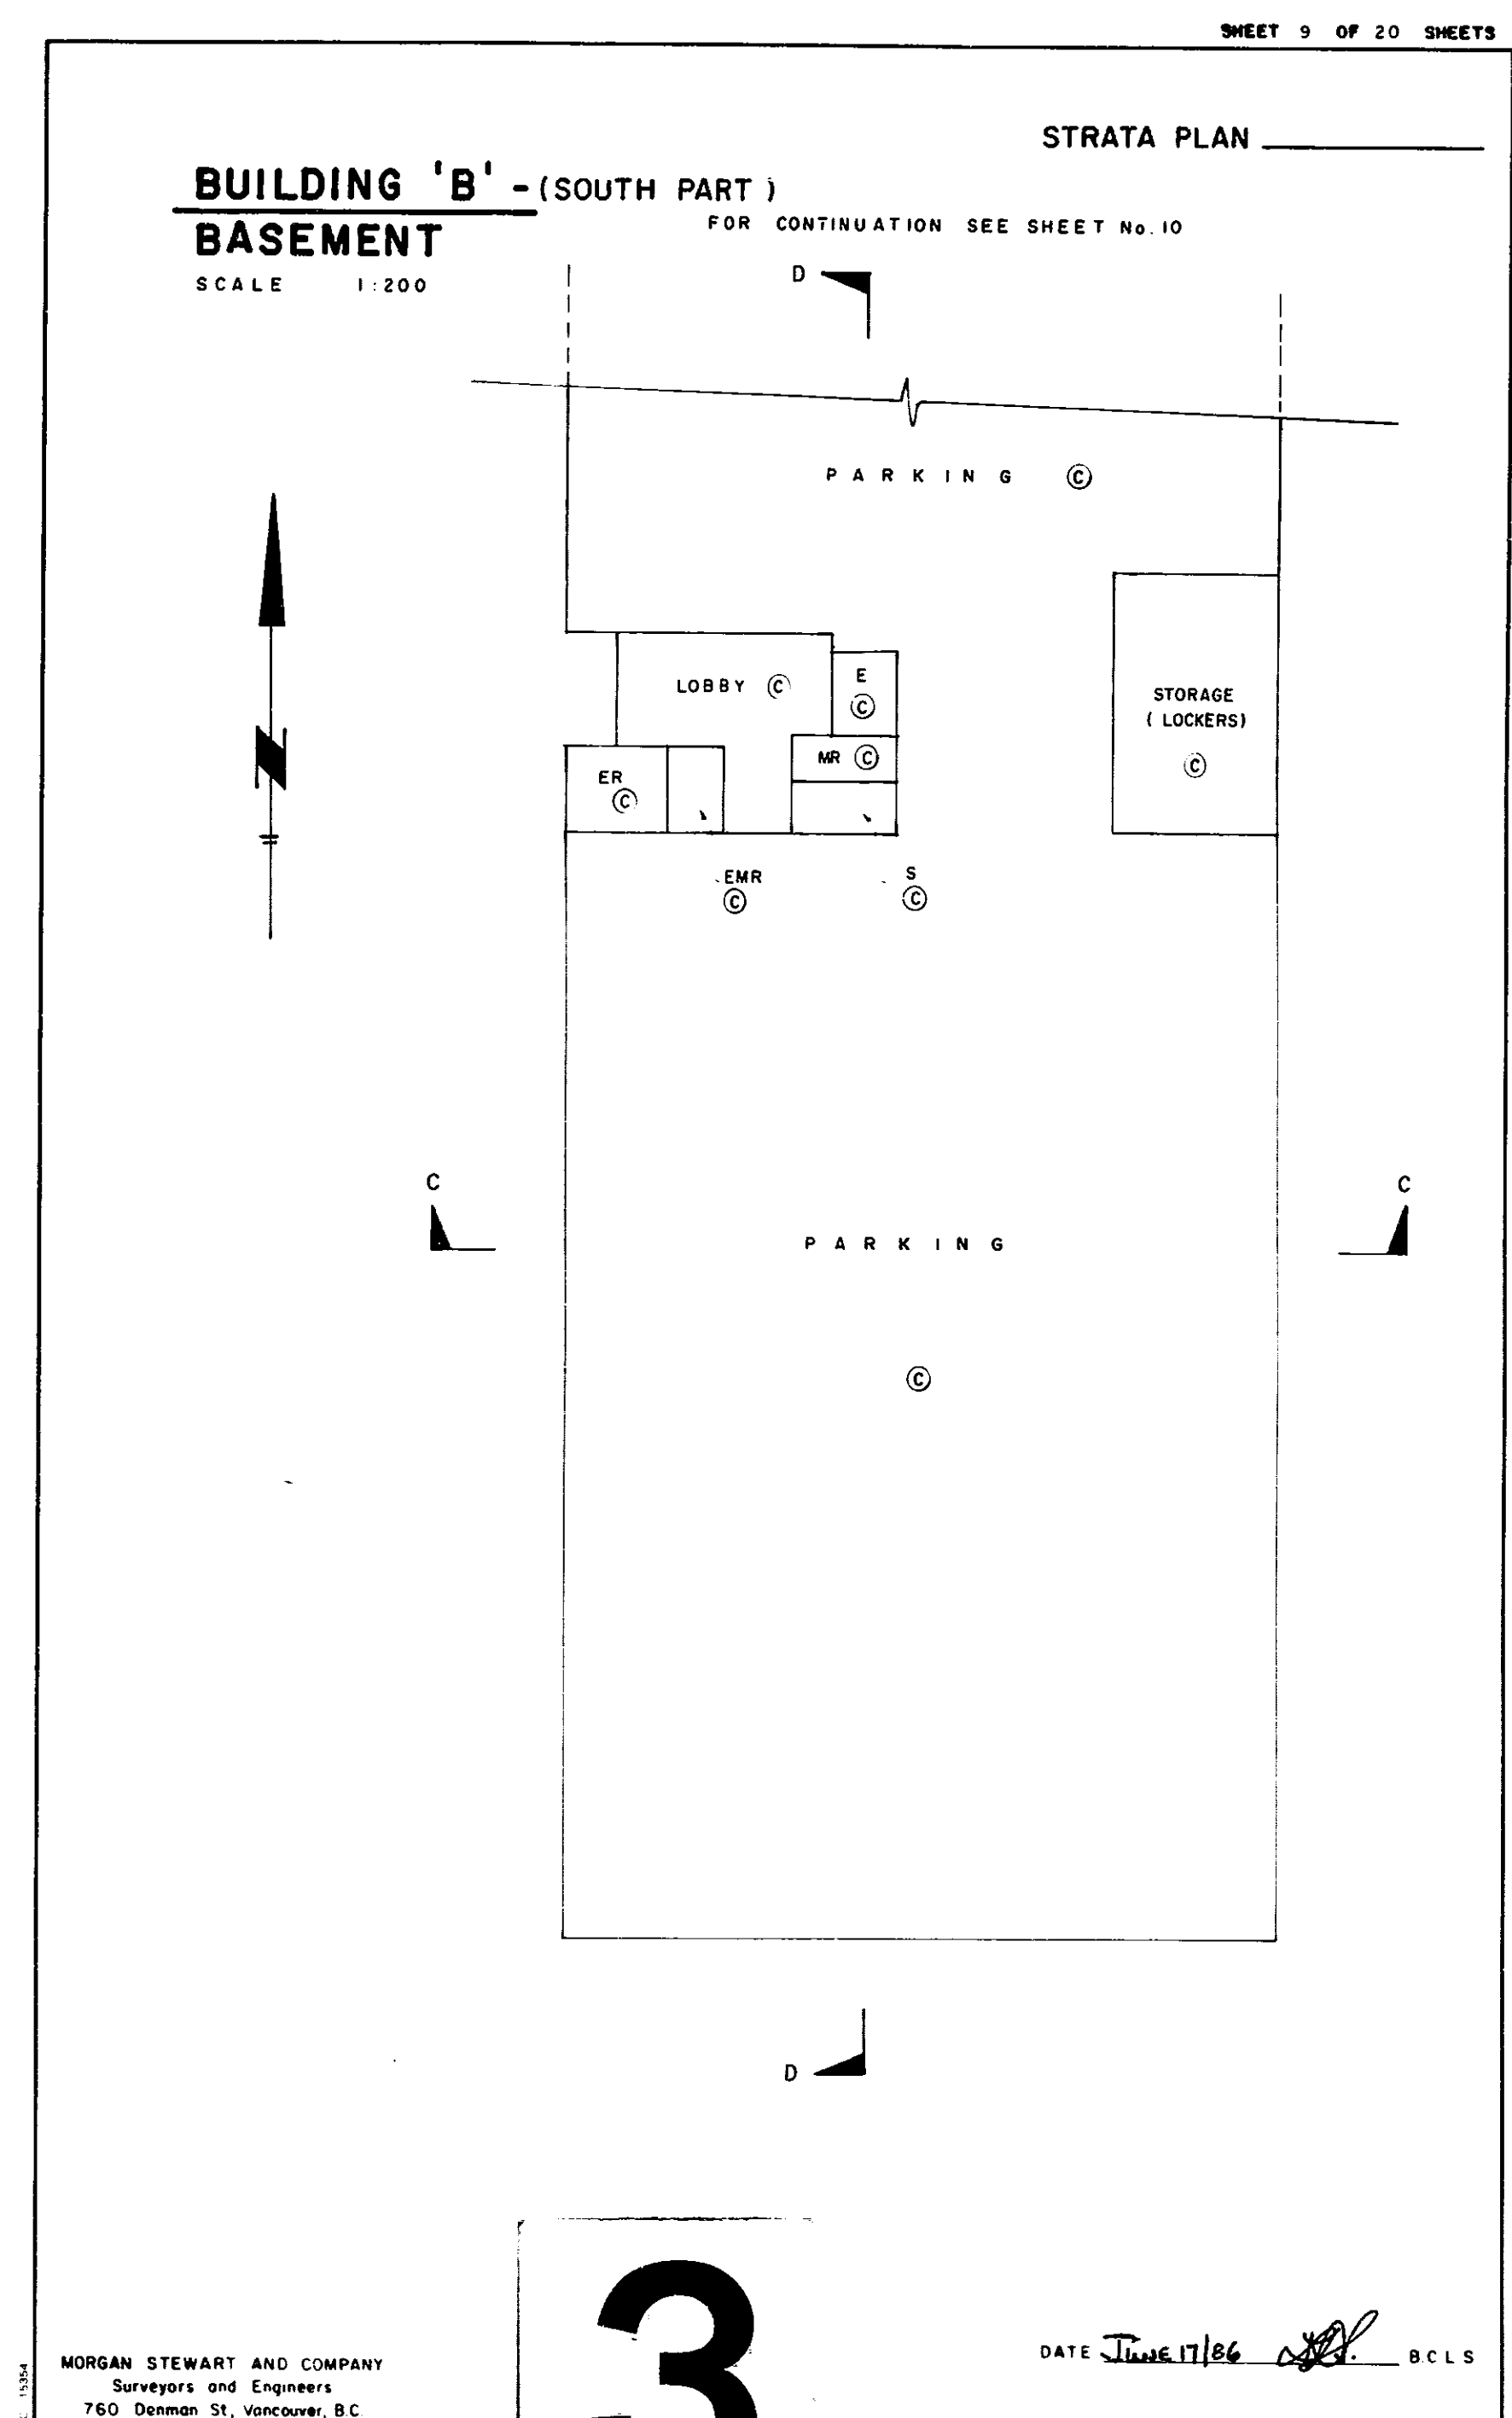 SHEET 9 OF 20 SHEETS
STRATA PLAN
BUILDING 'B' - (SOUTH PART)
BASEMENT
FOR CONTINUATION SEE SHEET No. 10
SCALE 1:200
D
PARKING C
LOBBY C
E
C
STORAGE
(LOCKERS)
C
MR C
ER
C
N
EMR
C
S
C
C
C
PARKING
C
D
3
DATE JUNE 17/86 B.C.L.S
MORGAN STEWART AND COMPANY
Surveyors and Engineers
760 Denman St, Vancouver, B.C.
15354